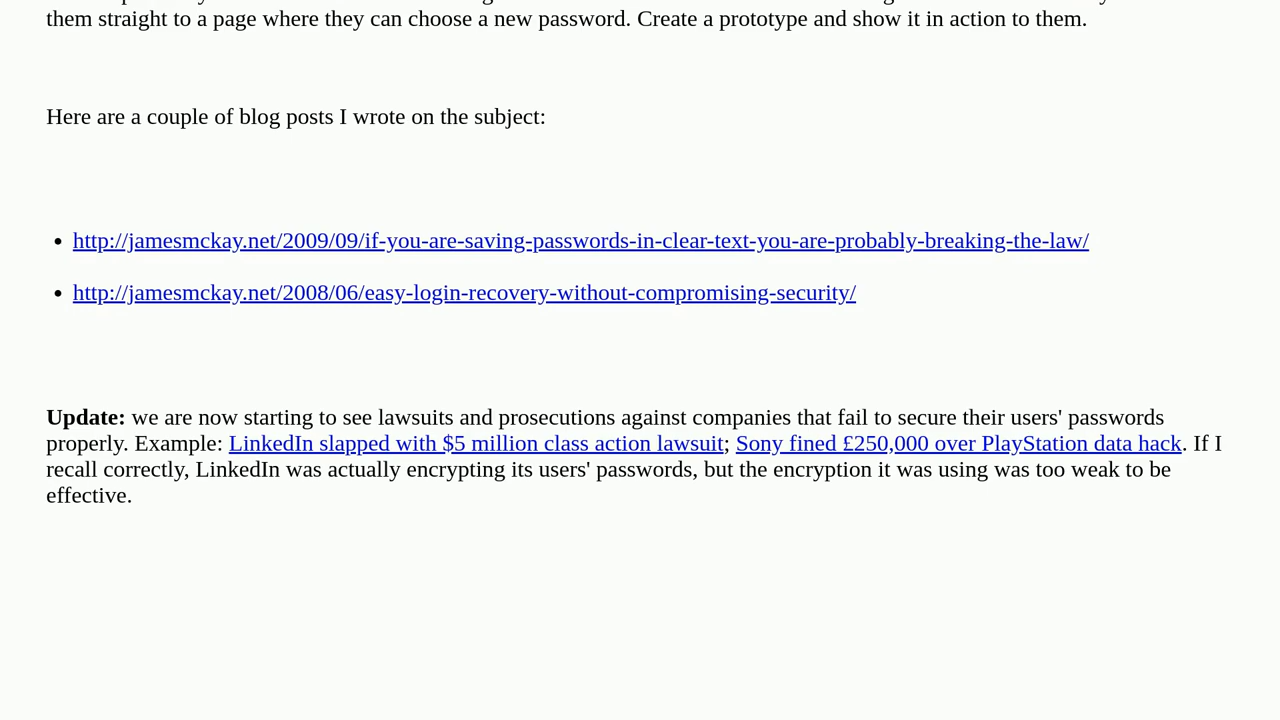 them straight to a page where they can choose a new password. Create a prototype and show it in action to them.
Here are a couple of blog posts I wrote on the subject:
• http://jamesmckay.net/2009/09/if-you-are-saving-passwords-in-clear-text-you-are-probably-breaking-the-law/
• http://jamesmckay.net/2008/06/easy-login-recovery-without-compromising-security/
Update: we are now starting to see lawsuits and prosecutions against companies that fail to secure their users' passwords
properly. Example: LinkedIn slapped with $5 million class action lawsuit; Sony fined £250,000 over PlayStation data hack. If I
recall correctly, LinkedIn was actually encrypting its users' passwords, but the encryption it was using was too weak to be
effective.